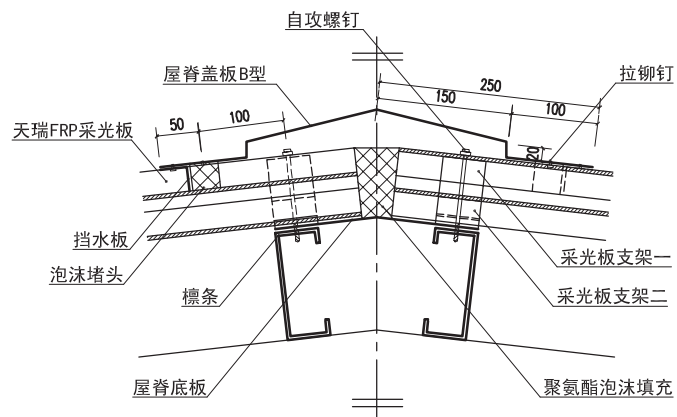 自攻螺钉
屋脊盖板B型
拉铆钉
250
150
100
50
100
20
天瑞FRP采光板
挡水板
泡沫堵头
檩条
屋脊底板
采光板支架一
采光板支架二
聚氨酯泡沫填充